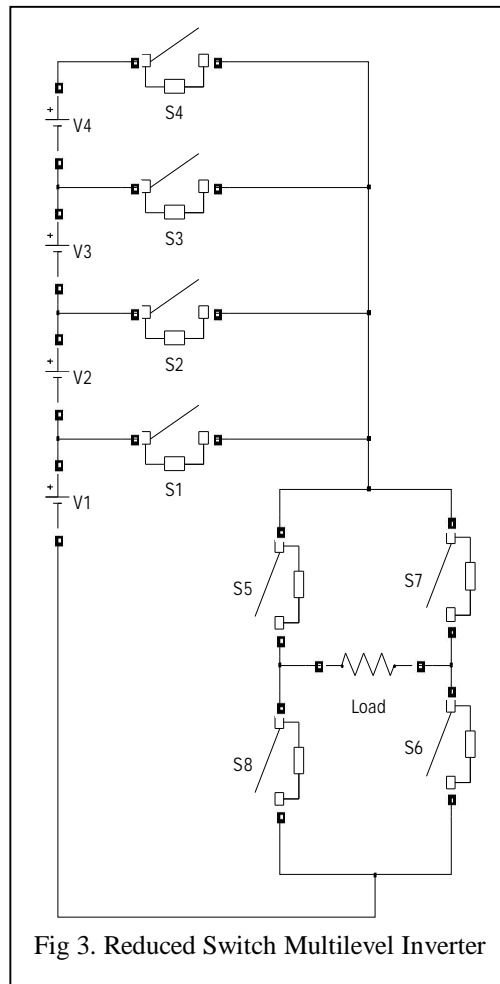 S4
+
V4
S3
+
V3
S2
+
V2
S1
+
V1
S5
S7
Load
S8
S6
Fig 3. Reduced Switch Multilevel Inverter